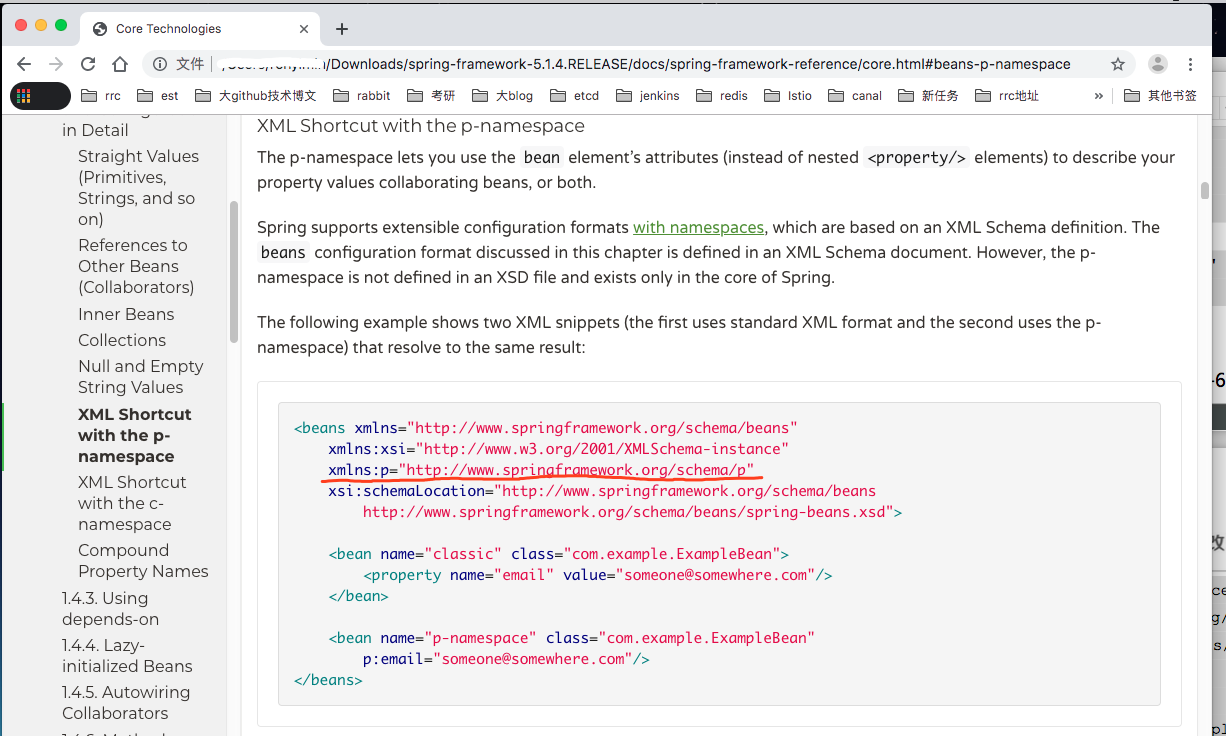 Core Technologies
文件 | /Downloads/spring-framework-5.1.4.RELEASE/docs/spring-framework-reference/core.html#beans-p-namespace
rrc est 大github技术博文 rabbit 考研 大blog etcd jenkins redis Istio canal 新任务 rrc地址 » 其他书签
in Detail
Straight Values
(Primitives,
Strings, and so
on)
References to
Other Beans
(Collaborators)
Inner Beans
Collections
Null and Empty
String Values
XML Shortcut
with the p-
namespace
XML Shortcut
with the c-
namespace
Compound
Property Names
1.4.3. Using
depends-on
1.4.4. Lazy-
initialized Beans
1.4.5. Autowiring
Collaborators
XML Shortcut with the p-namespace
The p-namespace lets you use the bean element’s attributes (instead of nested <property/> elements) to describe your
property values collaborating beans, or both.
Spring supports extensible configuration formats with namespaces, which are based on an XML Schema definition. The
beans configuration format discussed in this chapter is defined in an XML Schema document. However, the p-
namespace is not defined in an XSD file and exists only in the core of Spring.
The following example shows two XML snippets (the first uses standard XML format and the second uses the p-
namespace) that resolve to the same result:
<beans xmlns="http://www.springframework.org/schema/beans"
xmlns:xsi="http://www.w3.org/2001/XMLSchema-instance"
xmlns:p="http://www.springframework.org/schema/p"
xsi:schemaLocation="http://www.springframework.org/schema/beans
http://www.springframework.org/schema/beans/spring-beans.xsd">
<bean name="classic" class="com.example.ExampleBean">
<property name="email" value="someone@somewhere.com"/>
</bean>
<bean name="p-namespace" class="com.example.ExampleBean"
p:email="someone@somewhere.com"/>
</beans>